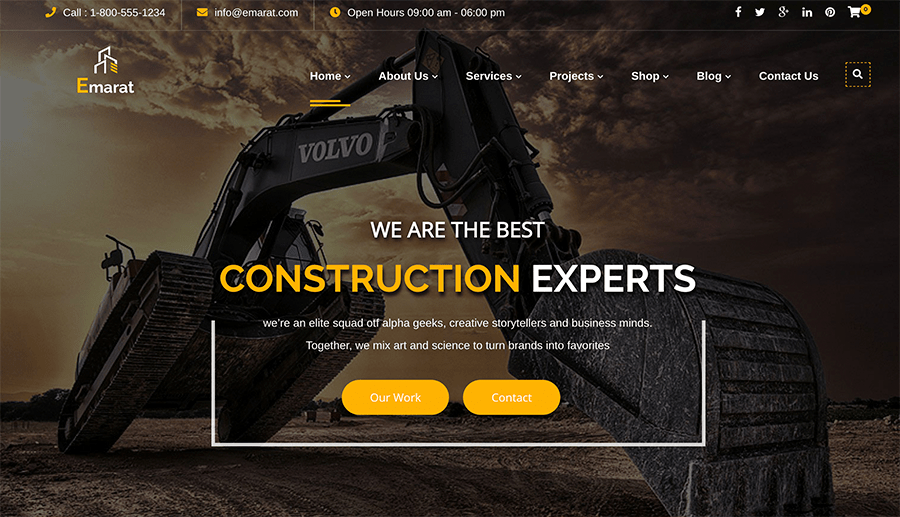 Call : 1-800-555-1234
info@emarat.com
Open Hours 09:00 am - 06:00 pm
0
Emarat
Home
About Us
Services
Projects
Shop
Blog
Contact Us
VOLVO
WE ARE THE BEST
CONSTRUCTION EXPERTS
we're an elite squad otf alpha geeks, creative storytellers and business minds.
Together, we mix art and science to turn brands into favorites
Our Work
Contact